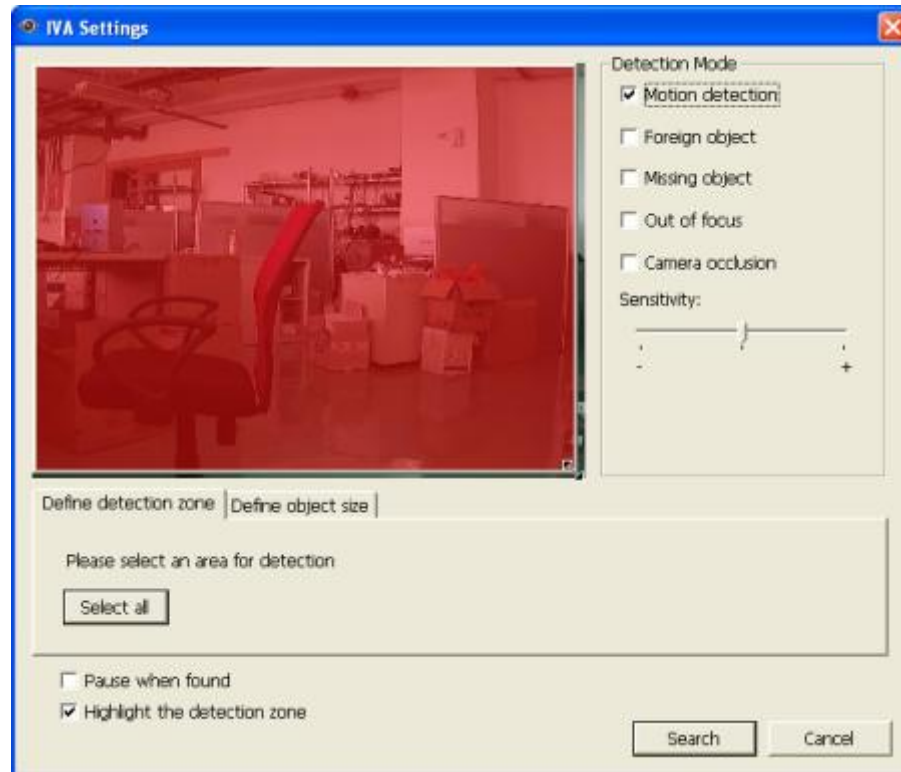 IVA Settings
Detection Mode
Motion detection
Foreign object
Missing object
Out of focus
Camera occlusion
Sensitivity:
- +
Define detection zone
Define object size
Please select an area for detection
Select all
Pause when found
Highlight the detection zone
Search
Cancel